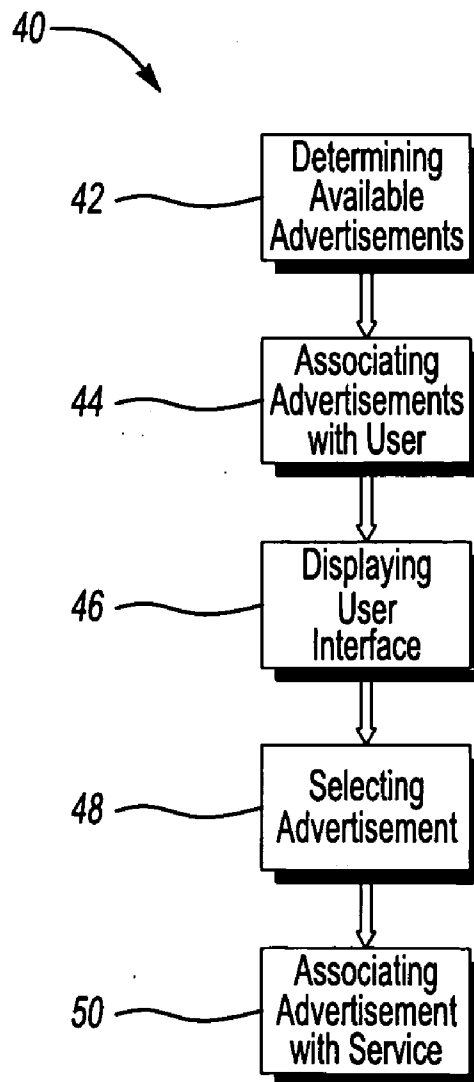 40
42
Determining
Available
Advertisements
44
Associating
Advertisements
with User
46
Displaying
User
Interface
48
Selecting
Advertisement
50
Associating
Advertisement
with Service